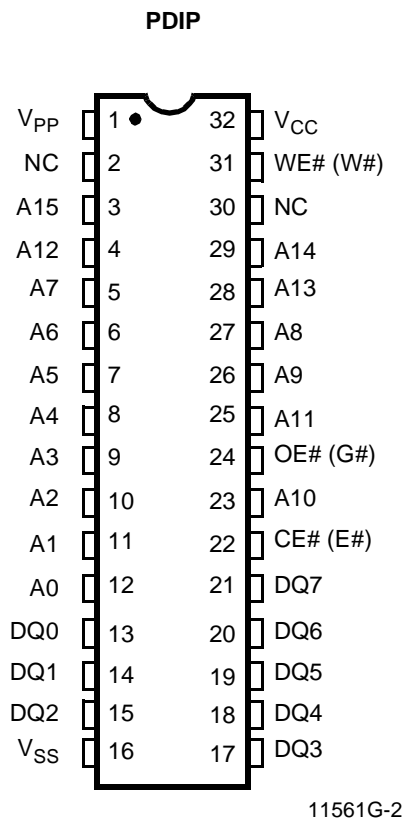 PDIP
VPP 1 32 VCC
NC 2 31 WE# (W#)
A15 3 30 NC
A12 4 29 A14
A7 5 28 A13
A6 6 27 A8
A5 7 26 A9
A4 8 25 A11
A3 9 24 OE# (G#)
A2 10 23 A10
A1 11 22 CE# (E#)
A0 12 21 DQ7
DQ0 13 20 DQ6
DQ1 14 19 DQ5
DQ2 15 18 DQ4
VSS 16 17 DQ3
11561G-2